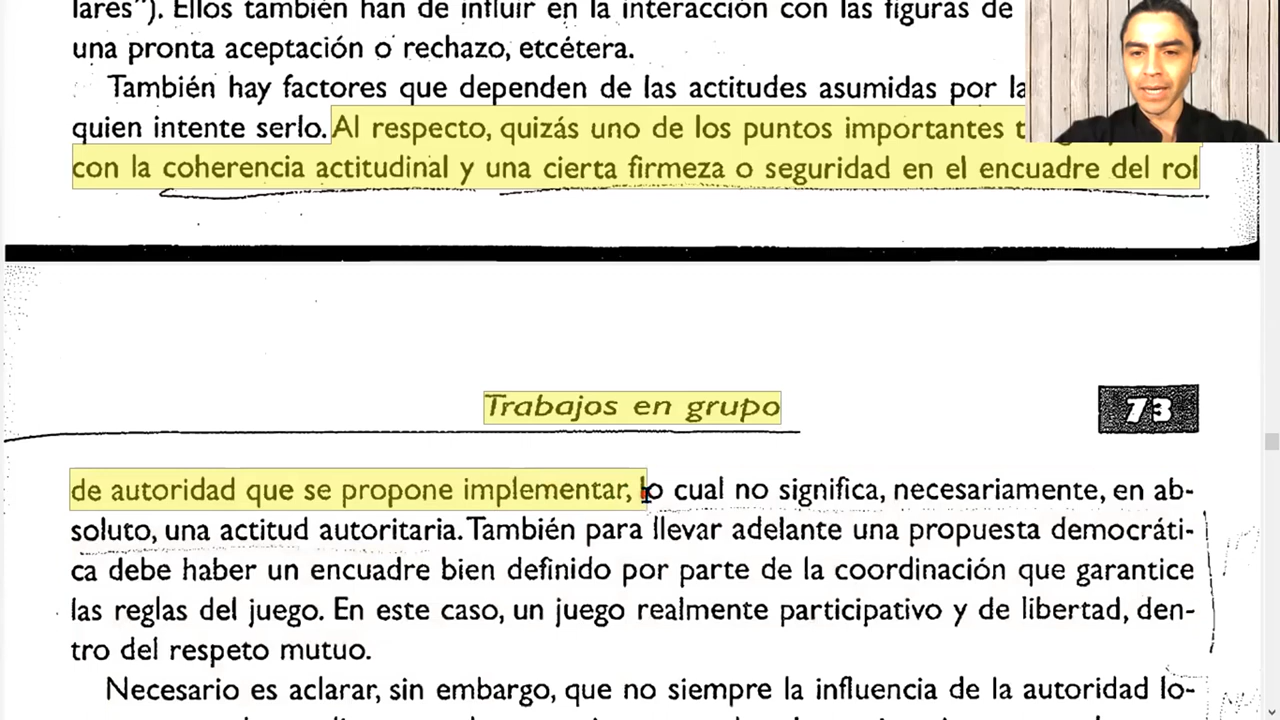 lares"). Ellos también han de influir en la interacción con las figuras de
una pronta aceptación o rechazo, etcétera.
También hay factores que dependen de las actitudes asumidas por la
quien intente serlo. Al respecto, quizás uno de los puntos importantes
con la coherencia actitudinal y una cierta firmeza o seguridad en el encuadre del rol
Trabajos en grupo
73
de autoridad que se propone implementar, lo cual no significa, necesariamente, en ab-
soluto, una actitud autoritaria. También para llevar adelante una propuesta democráti-
ca debe haber un encuadre bien definido por parte de la coordinación que garantice
las reglas del juego. En este caso, un juego realmente participativo y de libertad, den-
tro del respeto mutuo.
Necesario es aclarar, sin embargo, que no siempre la influencia de la autoridad lo-